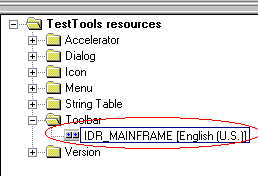 TestTools resources
Accelerator
Dialog
Icon
Menu
String Table
Toolbar
IDR_MAINFRAME [English (U.S.)]
Version